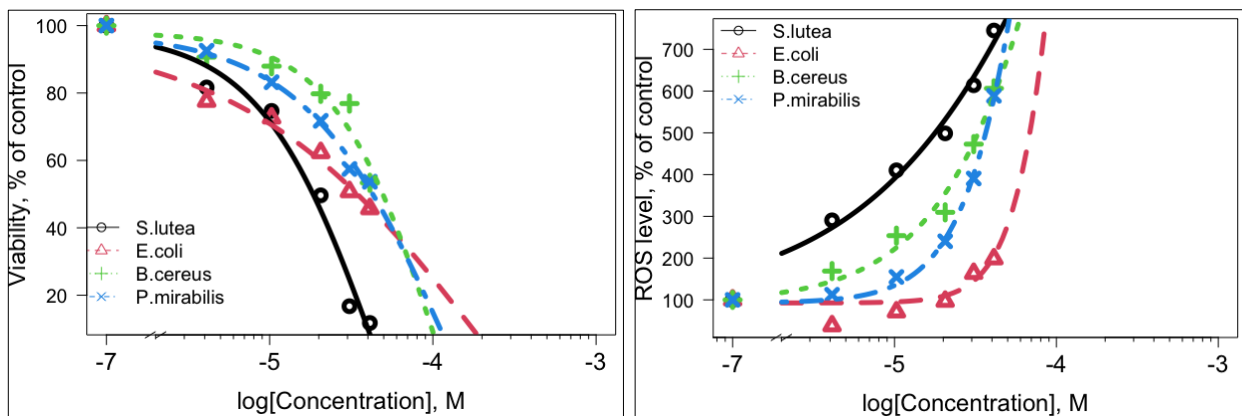 Viability, % of control
100
80
60
40
20
S.lutea
E.coli
B.cereus
P.mirabilis
-7
-5
-4
-3
log[Concentration], M
ROS level, % of control
700
600
500
400
300
200
100
S.lutea
E.coli
B.cereus
P.mirabilis
-7
-5
-4
-3
log[Concentration], M